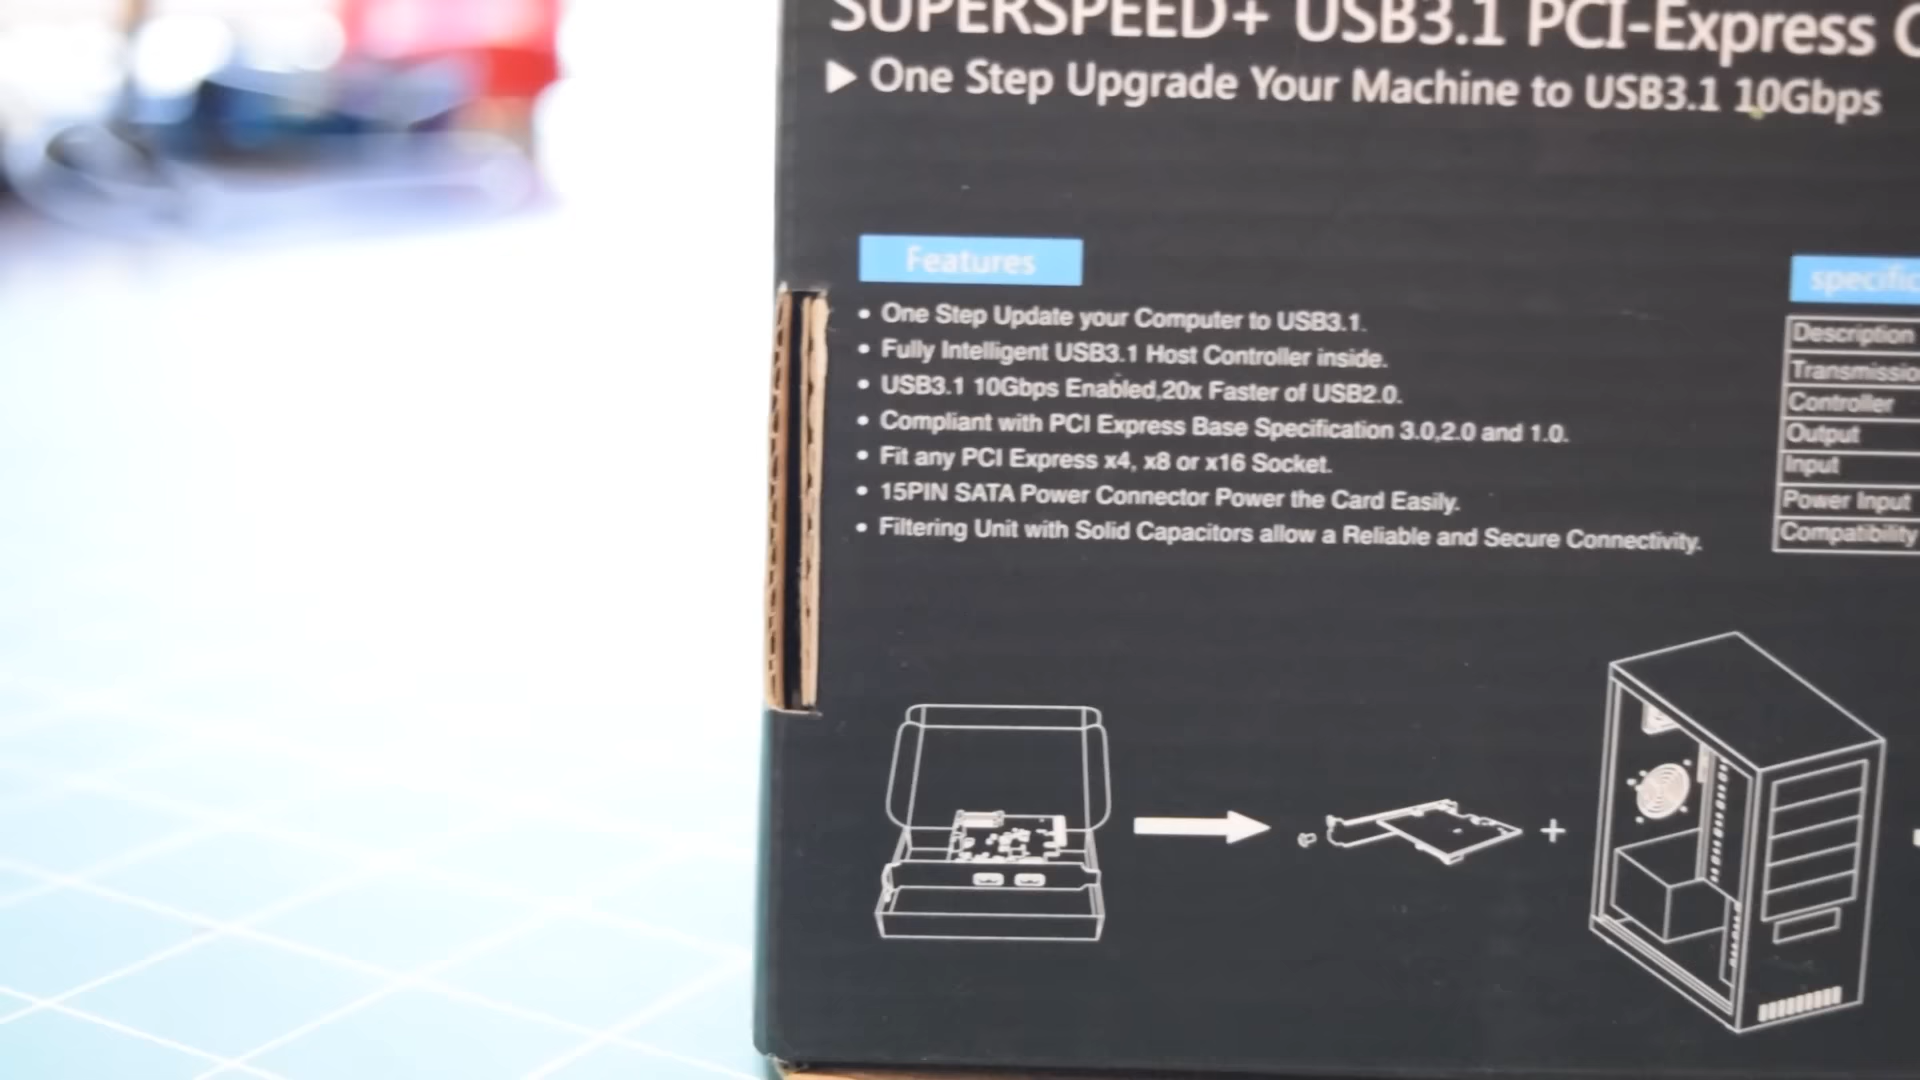 SUPERSPEED+ USB3.1 PCI-Express
▶ One Step Upgrade Your Machine to USB3.1 10Gbps
Features
• One Step Update your Computer to USB3.1.
• Fully Intelligent USB3.1 Host Controller inside.
• USB3.1 10Gbps Enabled,20x Faster of USB2.0.
• Compliant with PCI Express Base Specification 3.0,2.0 and 1.0.
• Fit any PCI Express x4, x8 or x16 Socket.
• 15PIN SATA Power Connector Power the Card Easily.
• Filtering Unit with Solid Capacitors allow a Reliable and Secure Connectivity.
specific
Description
Transmissio
Controller
Output
Input
Power Input
Compatibility